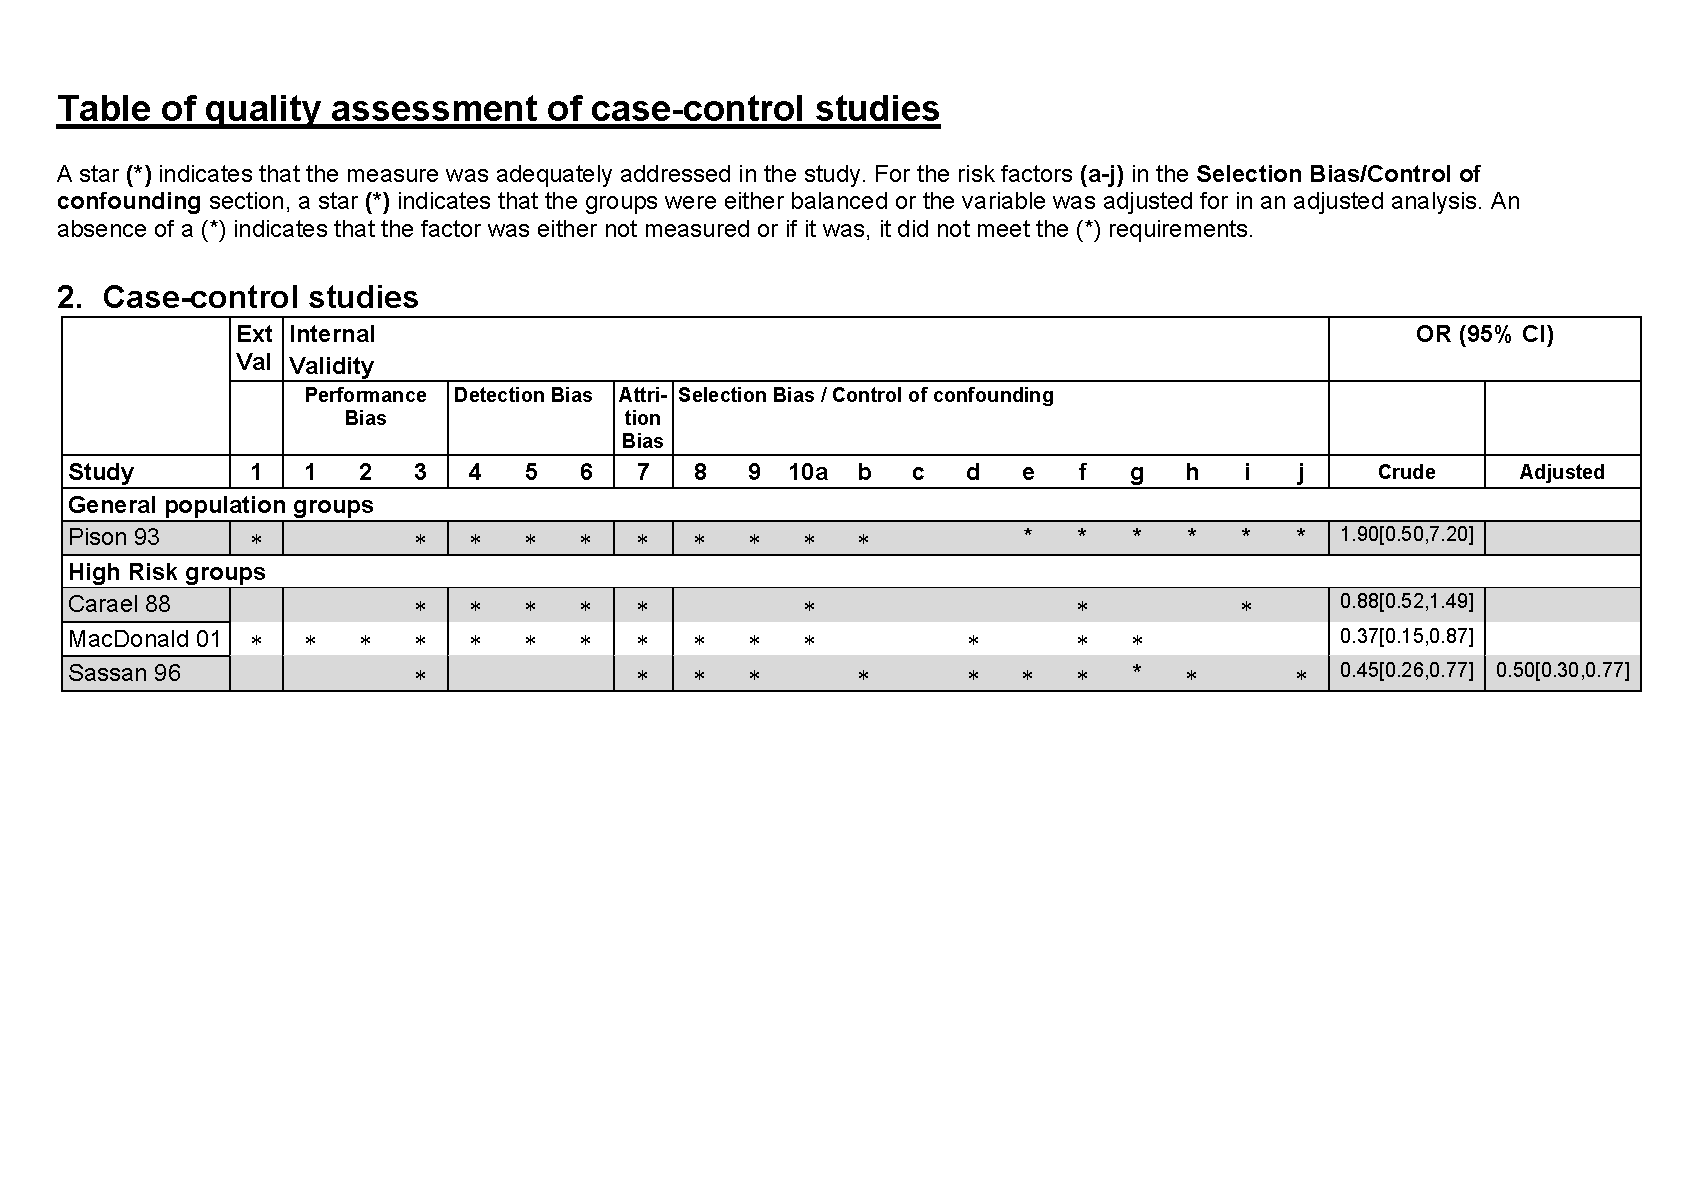 Table of quality assessment of case-control studies
A star (*) indicates that the measure was adequately addressed in the study. For the risk factors (a-j) in the Selection Bias/Control of
confounding section, a star (*) indicates that the groups were either balanced or the variable was adjusted for in an adjusted analysis. An
absence of a (*) indicates that the factor was either not measured or if it was, it did not meet the (*) requirements.
2. Case-control studies
Ext Internal OR (95% CI)
Val Validity
Performance Detection Bias Attri- Selection Bias / Control of confounding
Bias tion
Bias
Study 1 1 2 3 4 5 6 7 8 9 10a b c d e f g h i j Crude Adjusted
General population groups
Pison 93 * * * * * * * * * * * * * * * * 1.90[0.50,7.20]
High Risk groups
Carael 88 * * * * * * * * 0.88[0.52,1.49]
MacDonald 01 * * * * * * * * * * * * * * 0.37[0.15,0.87]
Sassan 96 * * * * * * * * * * * 0.45[0.26,0.77] 0.50[0.30,0.77]